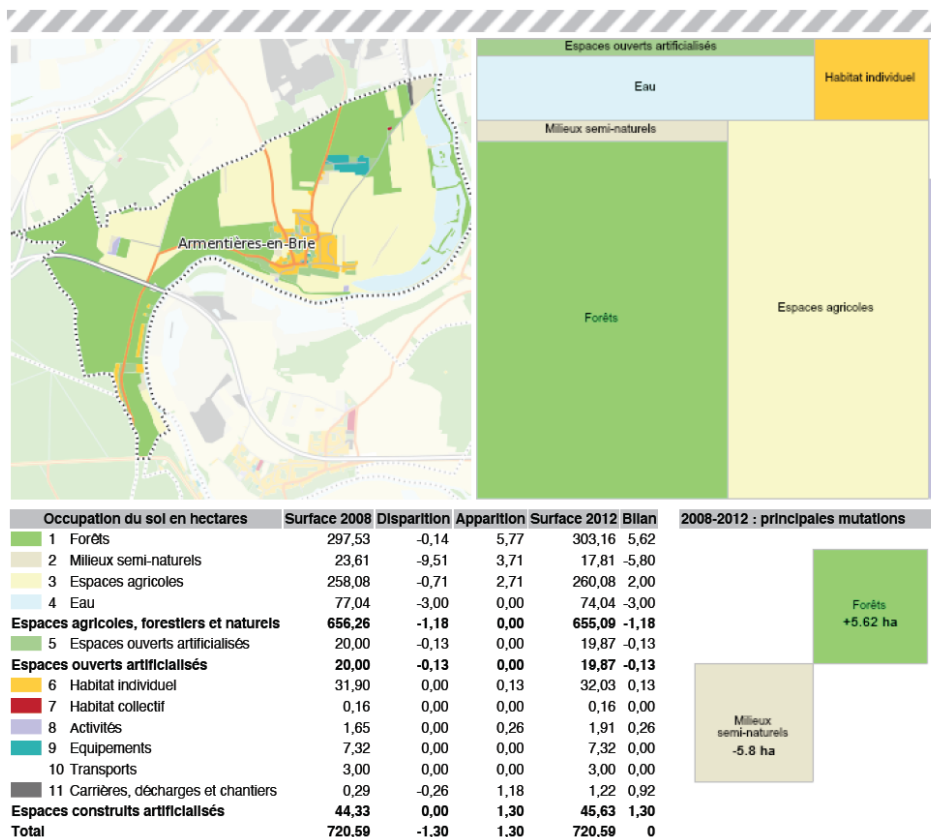 Armentières-en-Brie
Espaces ouverts artificialisés
Eau
Habitat individuel
Milieux semi-naturels
Forêts
Espaces agricoles
Occupation du sol en hectares Surface 2008 Disparition Apparition Surface 2012 Bilan
1 Forêts 297,53 -0,14 5,77 303,16 5,62
2 Milieux semi-naturels 23,61 -9,51 3,71 17,81 -5,80
3 Espaces agricoles 258,08 -0,71 2,71 260,08 2,00
4 Eau 77,04 -3,00 0,00 74,04 -3,00
Espaces agricoles, forestiers et naturels 656,26 -1,18 0,00 655,09 -1,18
5 Espaces ouverts artificialisés 20,00 -0,13 0,00 19,87 -0,13
Espaces ouverts artificialisés 20,00 -0,13 0,00 19,87 -0,13
6 Habitat individuel 31,90 0,00 0,13 32,03 0,13
7 Habitat collectif 0,16 0,00 0,00 0,16 0,00
8 Activités 1,65 0,00 0,26 1,91 0,26
9 Equipements 7,32 0,00 0,00 7,32 0,00
10 Transports 3,00 0,00 0,00 3,00 0,00
11 Carrières, décharges et chantiers 0,29 -0,26 1,18 1,22 0,92
Espaces construits artificialisés 44,33 0,00 1,30 45,63 1,30
Total 720.59 -1,30 1,30 720.59 0
2008-2012 : principales mutations
Forêts
+5.62 ha
Milieux
semi-naturels
-5.8 ha